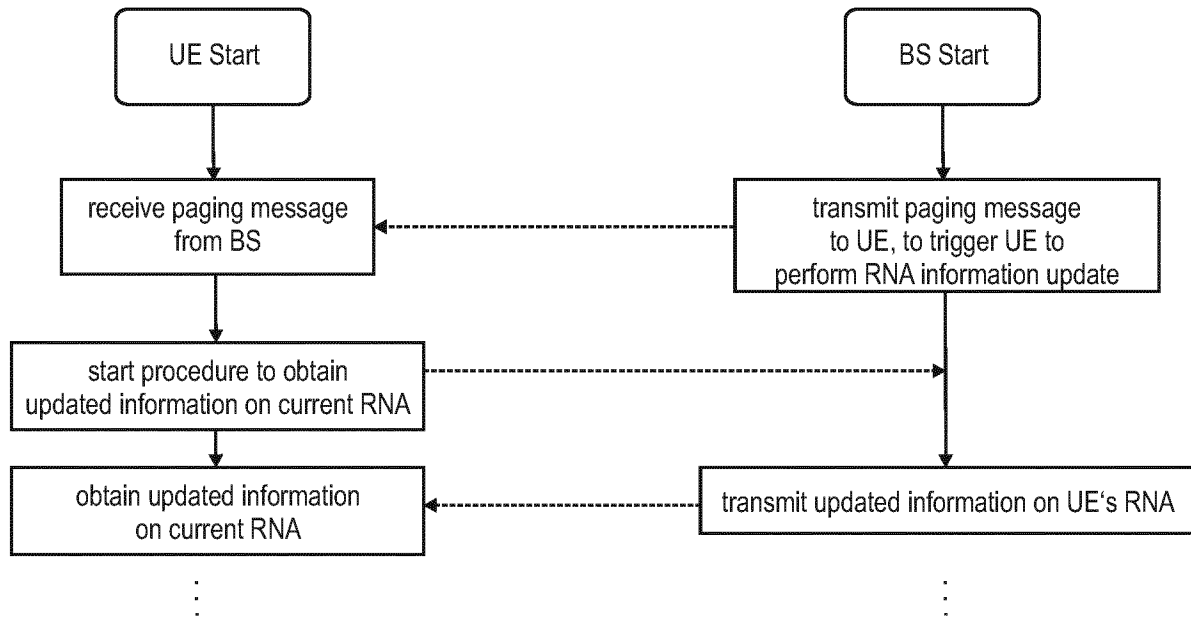 UE Start
BS Start
receive paging message
from BS
transmit paging message
to UE, to trigger UE to
perform RNA information update
start procedure to obtain
updated information on current RNA
obtain updated information
on current RNA
transmit updated information on UE‘s RNA